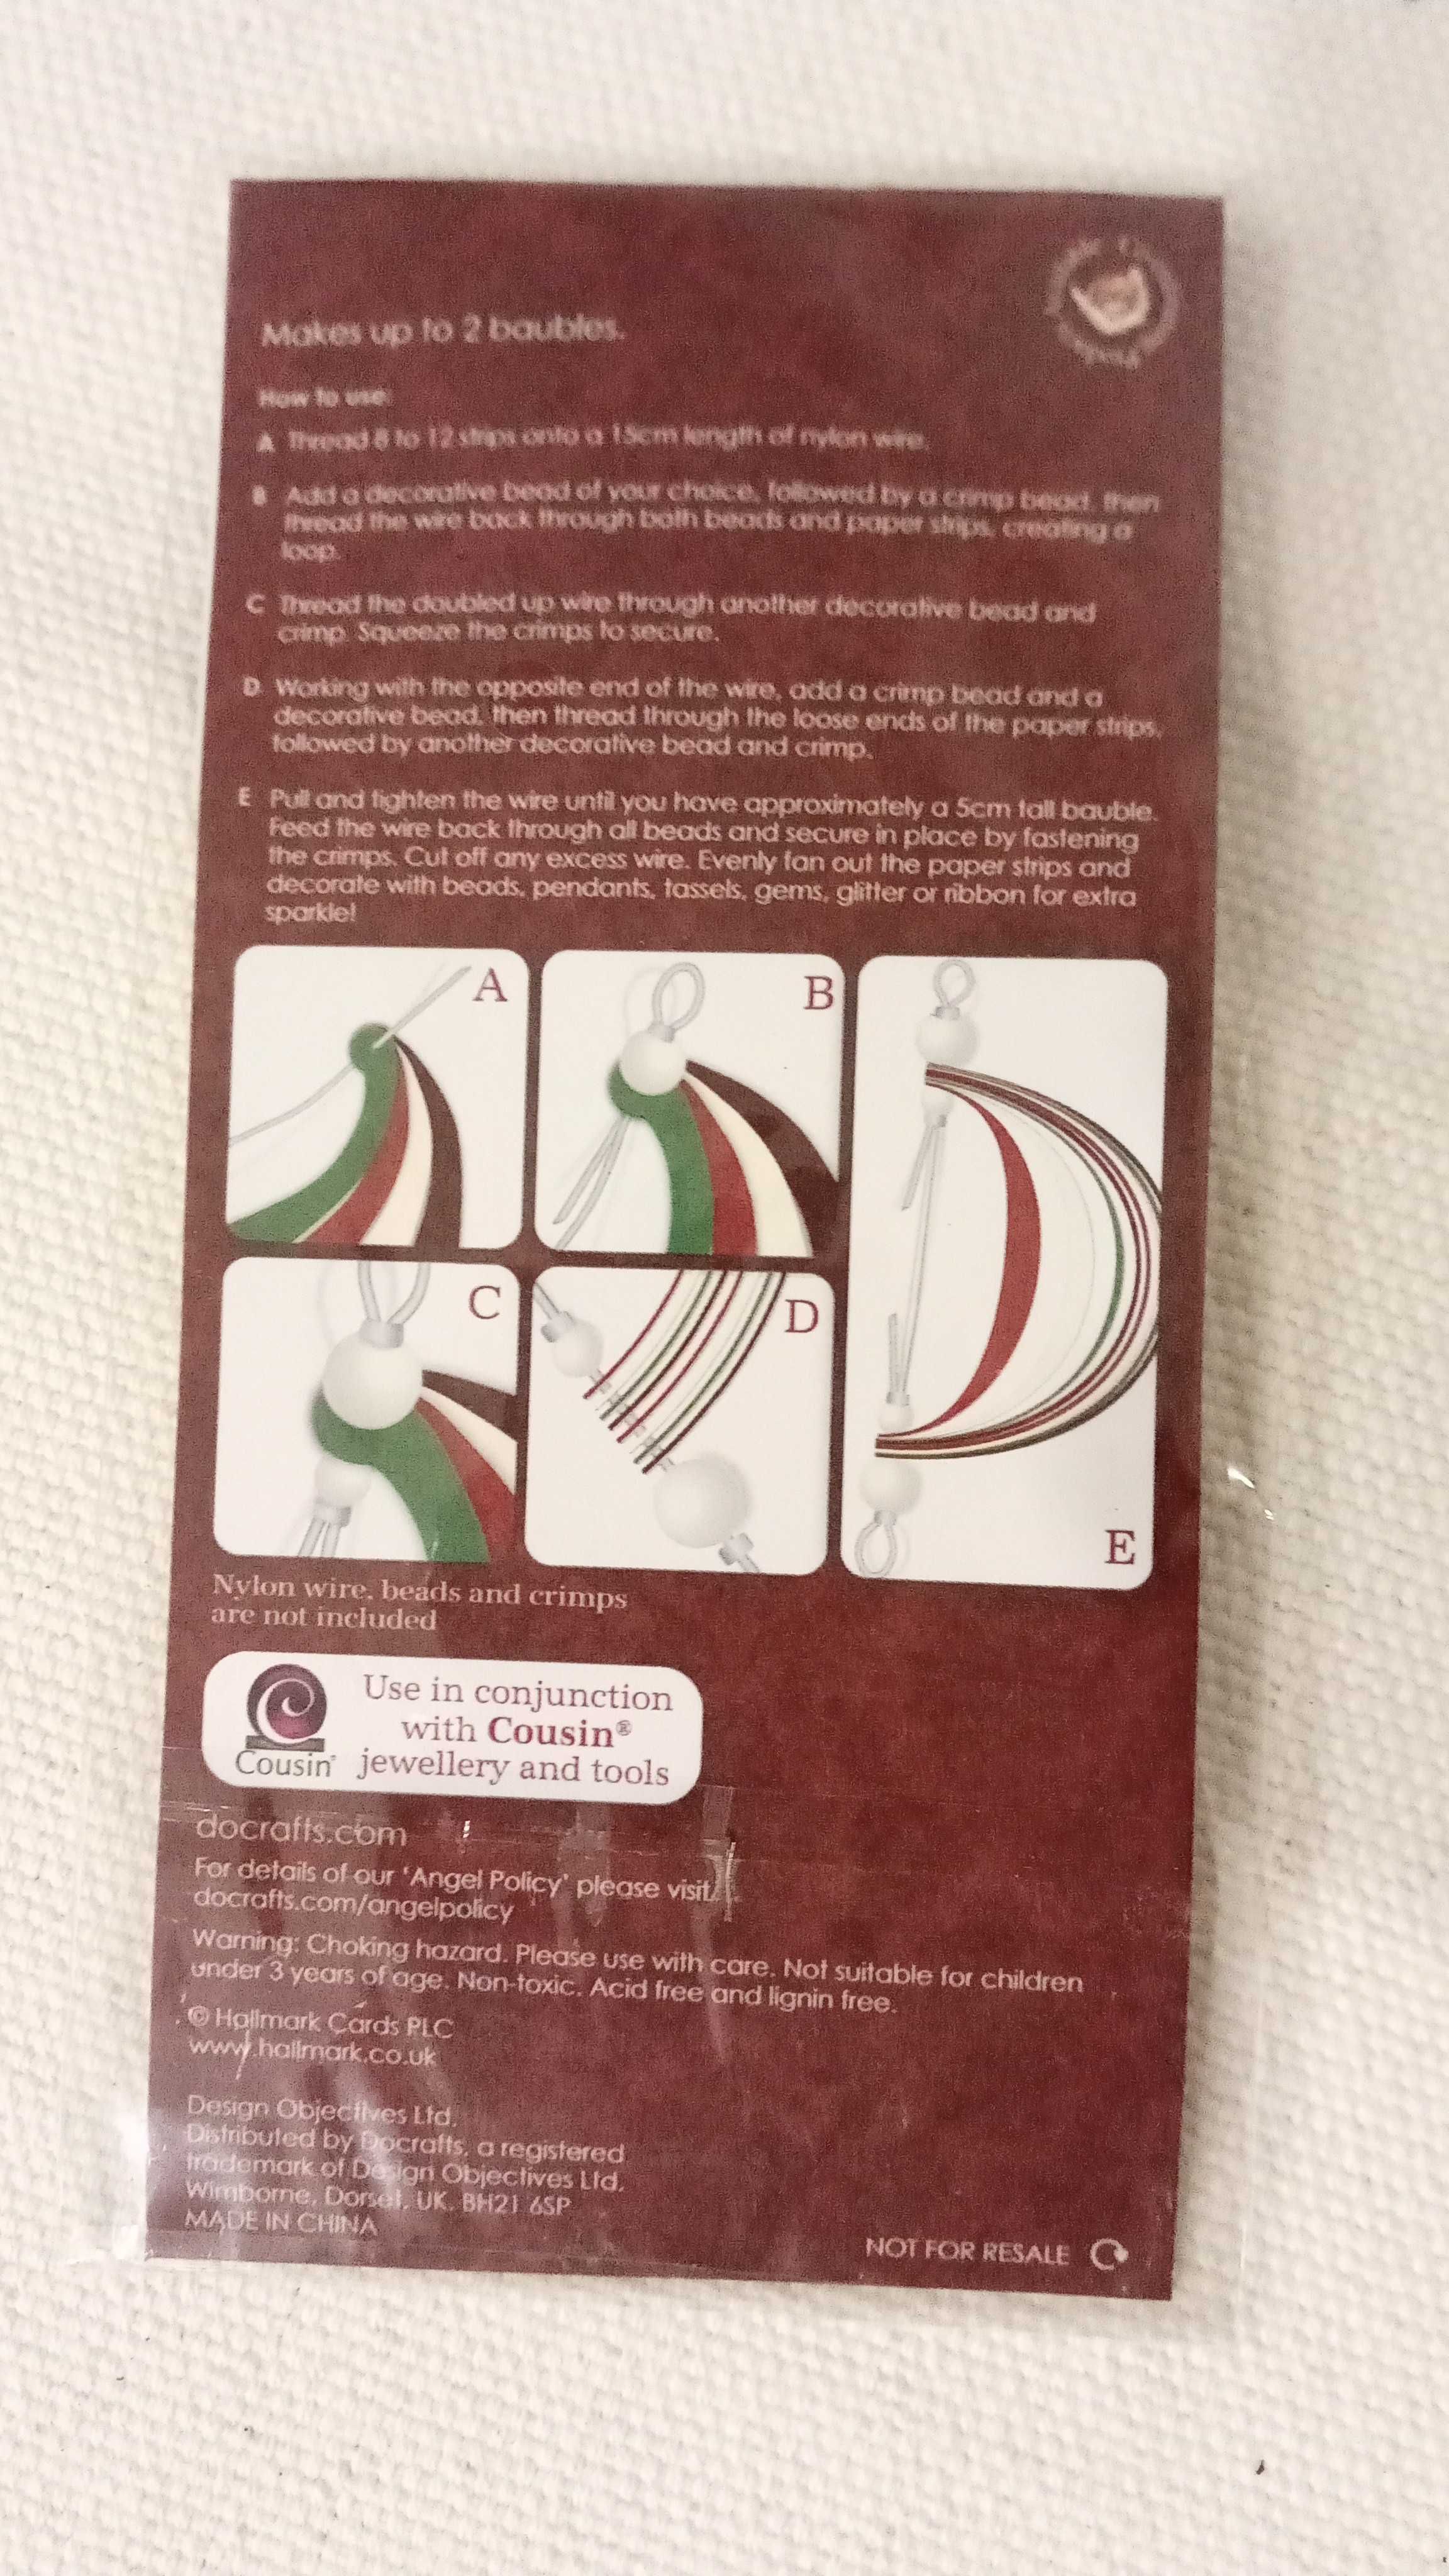 Makes up to 2 baubles.
How to use:
A Thread 8 to 12 strips onto a 15cm length of nylon wire.
B Add a decorative bead of your choice, followed by a crimp bead, then
thread the wire back through both beads and paper strips, creating a
loop.
C Thread the doubled up wire through another decorative bead and
crimp. Squeeze the crimps to secure.
D Working with the opposite end of the wire, add a crimp bead and a
decorative bead, then thread through the loose ends of the paper strips,
followed by another decorative bead and crimp.
E Pull and tighten the wire until you have approximately a 5cm tall bauble.
Feed the wire back through all beads and secure in place by fastening
the crimps. Cut off any excess wire. Evenly fan out the paper strips and
decorate with beads, pendants, tassels, gems, glitter or ribbon for extra
sparkle!
A
B
C
D
E
Nylon wire, beads and crimps
are not included
Cousin®
Use in conjunction
with Cousin®
jewellery and tools
docrafts.com
For details of our 'Angel Policy' please visit
docrafts.com/angelpolicy
Warning: Choking hazard. Please use with care. Not suitable for children
under 3 years of age. Non-toxic. Acid free and lignin free.
© Hallmark Cards PLC
www.hallmark.co.uk
Design Objectives Ltd.
Distributed by Docrafts, a registered
trademark of Design Objectives Ltd.
Wimborne, Dorset, UK, BH21 6SP
MADE IN CHINA
NOT FOR RESALE